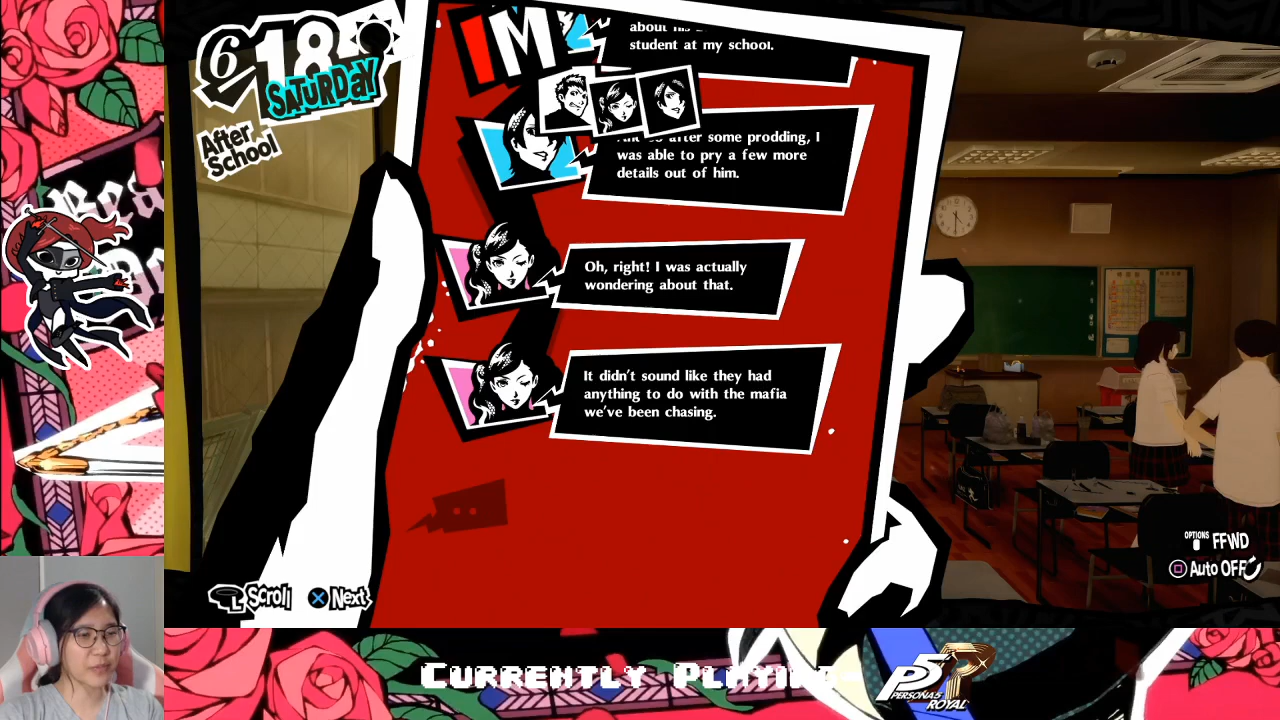 6 18
SATURDAY
After
School
IM
about his
student at my school.
after some prodding, I
was able to pry a few more
details out of him.
Oh, right! I was actually
wondering about that.
It didn't sound like they had
anything to do with the mafia
we've been chasing.
OPTIONS FFWD
Auto OFF
L Scroll Next
Currently Playing
P5R
PERSONA5
ROYAL